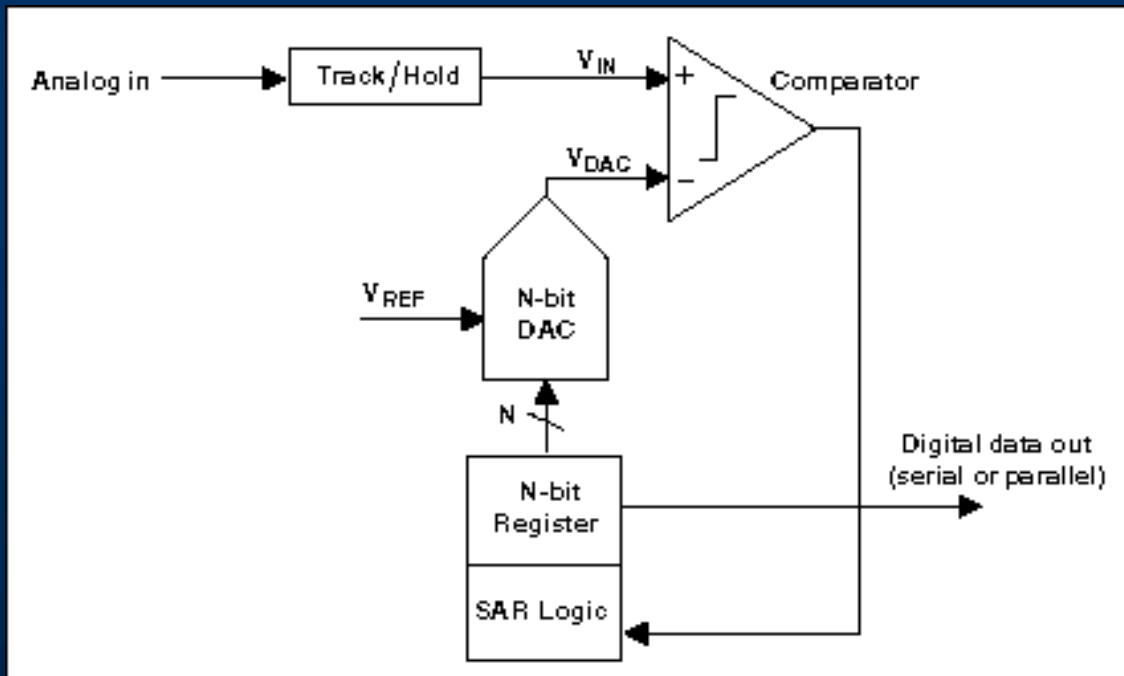 Analog in
Track/Hold
VIN
+
Comparator
VDAC
−
VREF
N-bit
DAC
N
Digital data out
(serial or parallel)
N-bit
Register
SAR Logic